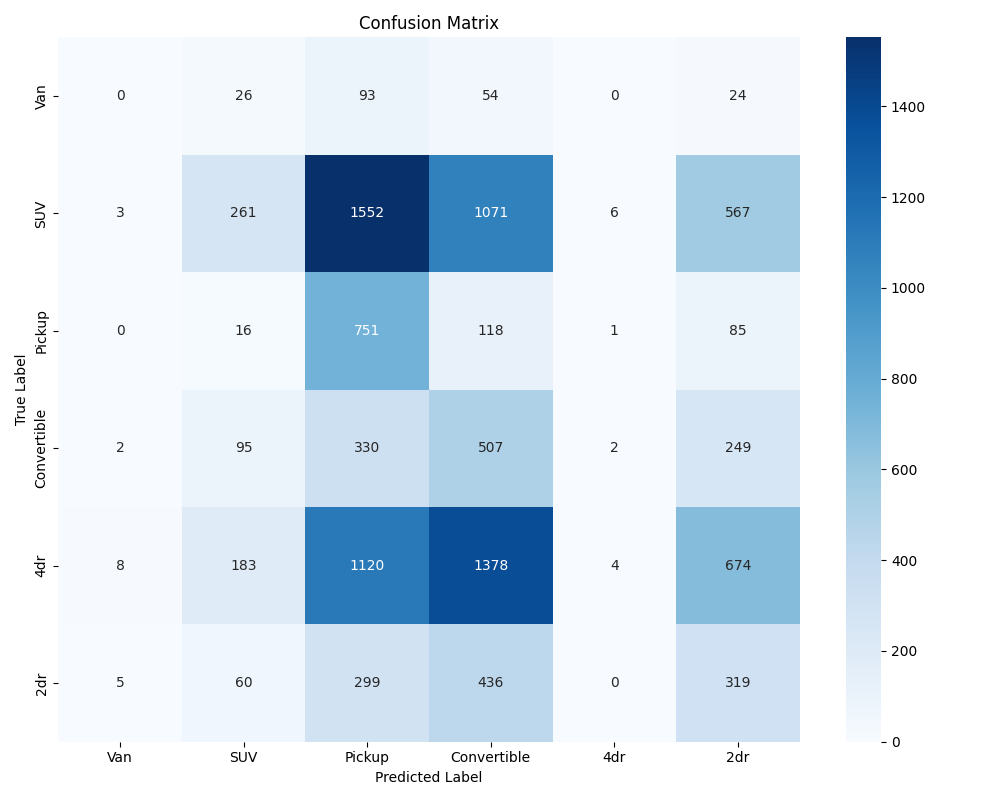 Confusion Matrix
True Label
Van 0 26 93 54 0 24
SUV 3 261 1552 1071 6 567
Pickup 0 16 751 118 1 85
Convertible 2 95 330 507 2 249
4dr 8 183 1120 1378 4 674
2dr 5 60 299 436 0 319
Van SUV Pickup Convertible 4dr 2dr
Predicted Label
1400
1200
1000
800
600
400
200
0